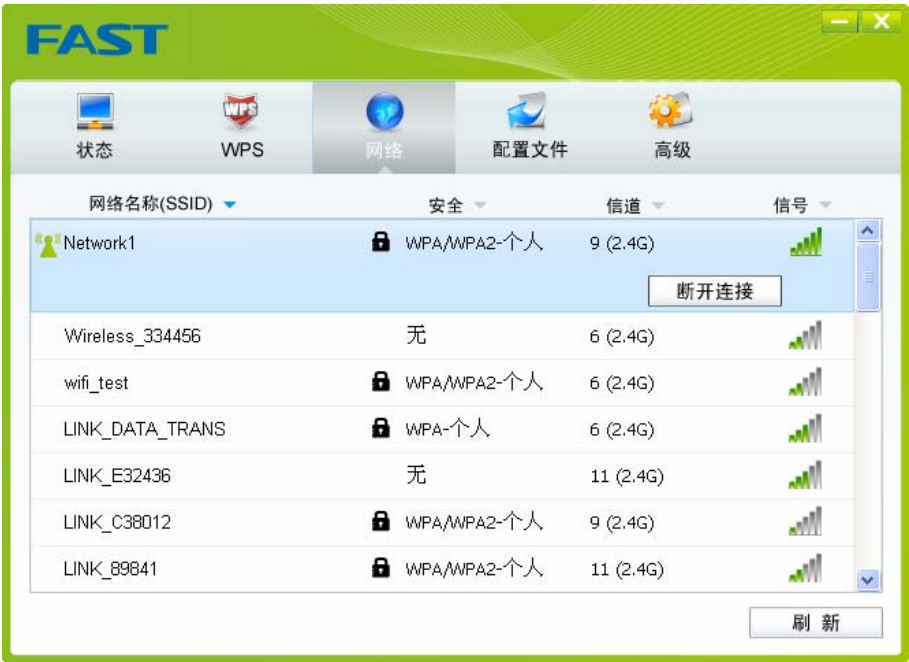 FAST
状态 WPS 网络 配置文件 高级
WPS
网络名称(SSID) 安全 信道 信号
Network1 WPA/WPA2-个人 9 (2.4G)
断开连接
Wireless_334456 无 6 (2.4G)
wifi_test WPA/WPA2-个人 6 (2.4G)
LINK_DATA_TRANS WPA-个人 6 (2.4G)
LINK_E32436 无 11 (2.4G)
LINK_C38012 WPA/WPA2-个人 9 (2.4G)
LINK_89841 WPA/WPA2-个人 11 (2.4G)
刷 新